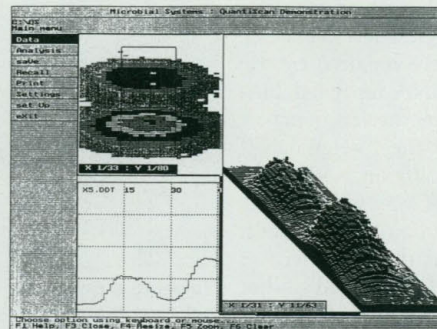 Microbial Systems : QuantiScan Demonstration
Main menu
Data
Analysis
saVe
Recall
Print
Settings
set Up
eXit
X 1/33 : Y 1/80
X5.DDT 15 30
X 1/31 : Y 11/63
Choose option using keyboard or mouse
F1 Help, F3 Close, F4 Resize, F5 Zoom, F6 Clear